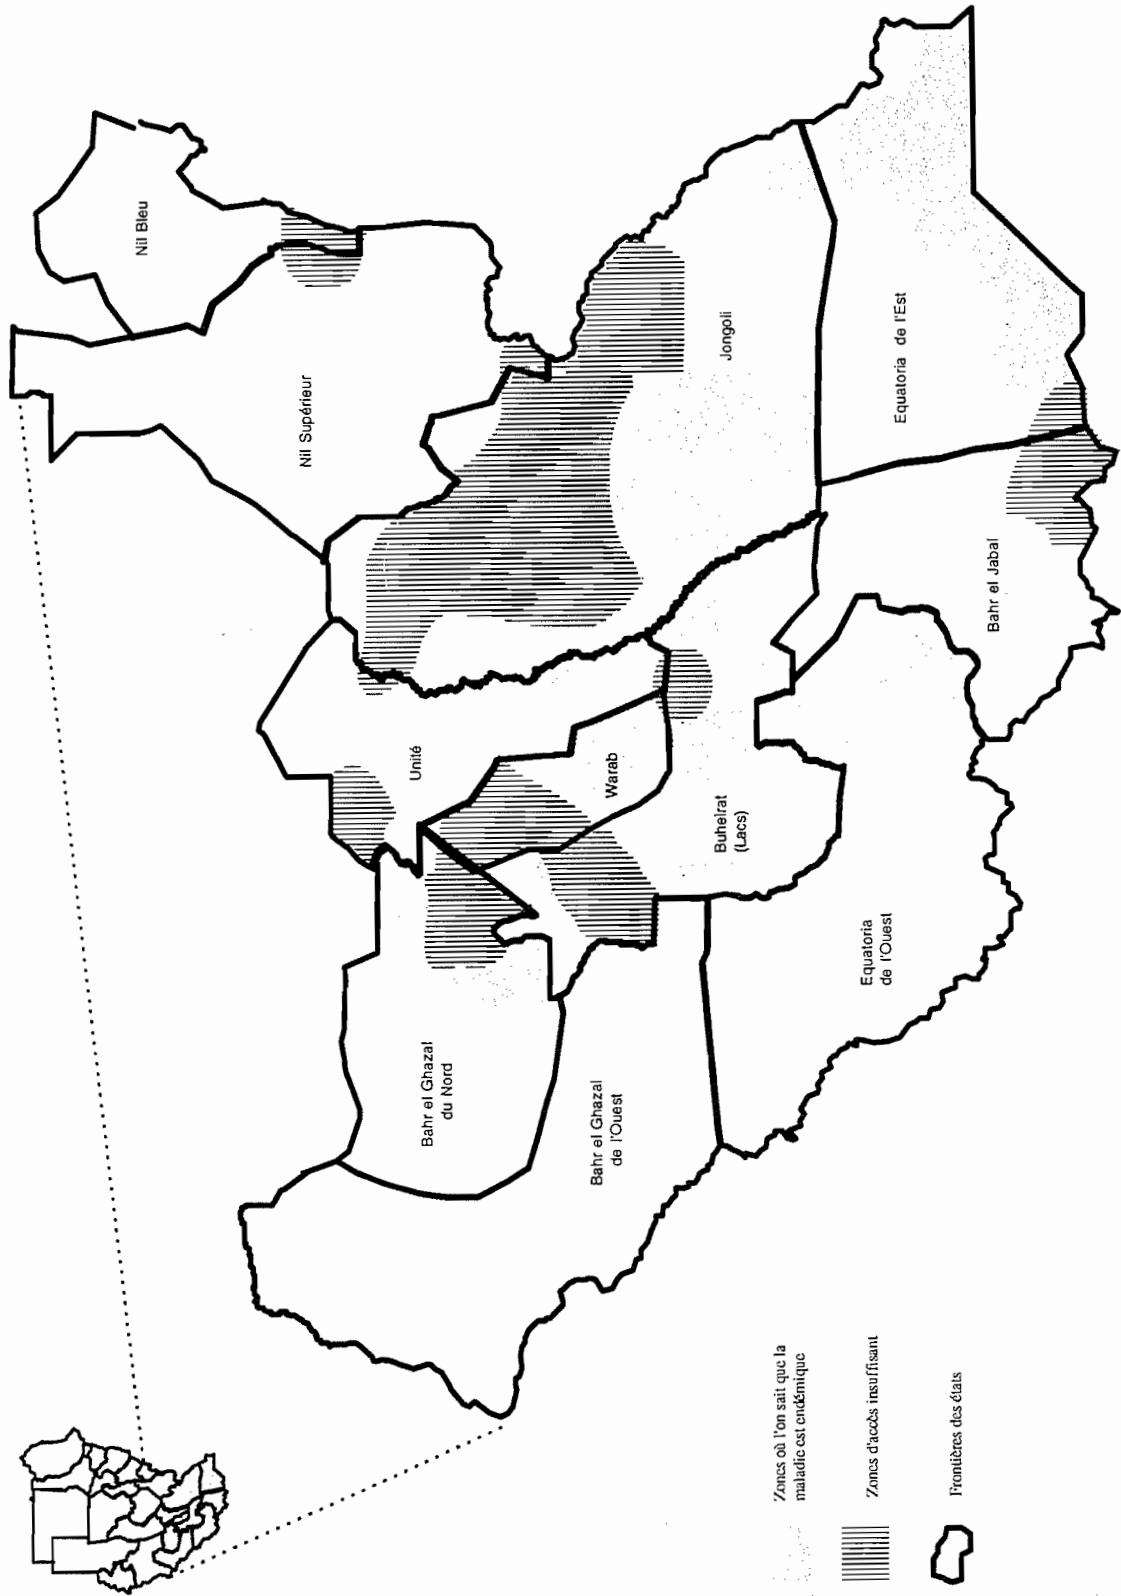 Nil Bleu
Nil Supérieur
Unité
Jongoli
Warab
Bahr el Ghazal
du Nord
Buheirat
(Lacs)
Equatoria de l'Est
Bahr el Ghazal
de l'Ouest
Equatoria
de l'Ouest
Bahr el Jabal
Zones où l'on sait que la
maladie est endémique
Zones d'accès insuffisant
Frontières des états